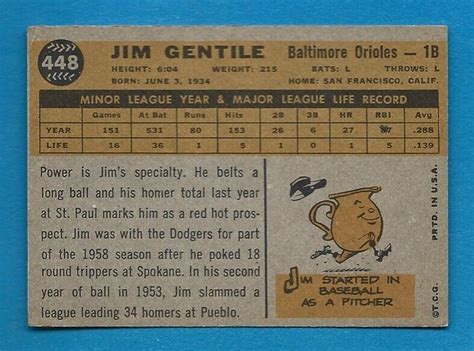 448
JIM GENTILE Baltimore Orioles — 1B
HEIGHT: 6:04 WEIGHT: 215 BATS: L THROWS: L
BORN: JUNE 3, 1934 HOME: SAN FRANCISCO, CALIF.
MINOR LEAGUE YEAR & MAJOR LEAGUE LIFE RECORD
Games At Bat Runs Hits 2B 3B HR RBI Avg.
YEAR 151 531 80 153 26 6 27 87 .288
LIFE 16 36 1 5 1 0 1 5 .139
Power is Jim's specialty. He belts a
long ball and his homer total last year
at St. Paul marks him as a red hot pros-
pect. Jim was with the Dodgers for part
of the 1958 season after he poked 18
round trippers at Spokane. In his second
year of ball in 1953, Jim slammed a
league leading 34 homers at Pueblo.
JIM STARTED IN
BASEBALL
AS A PITCHER
©T.C.G. PRTD. IN U.S.A.